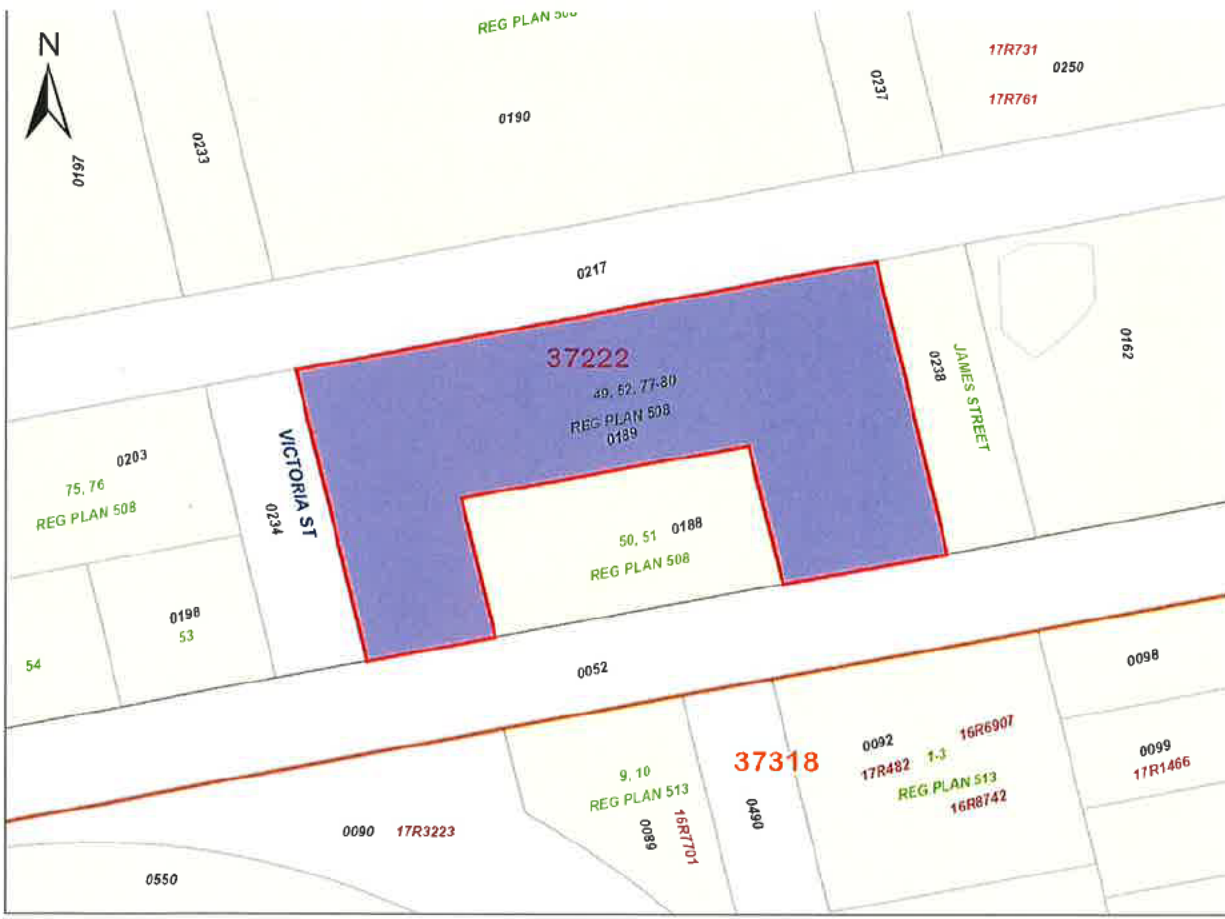 REG PLAN 508
N
17R731
0250
0237
17R761
0190
0233
0197
0217
37222
49, 52, 77-80
REG PLAN 508
0189
0162
0238
JAMES STREET
VICTORIA ST
0234
0203
75, 76
REG PLAN 508
50, 51 0188
REG PLAN 508
0198
53
54
0052
0098
37318
0092
16R6907
17R482 1-3
REG PLAN 513
16R8742
0099
17R1466
9, 10
REG PLAN 513
0089
16R7701
0490
0090 17R3223
0550